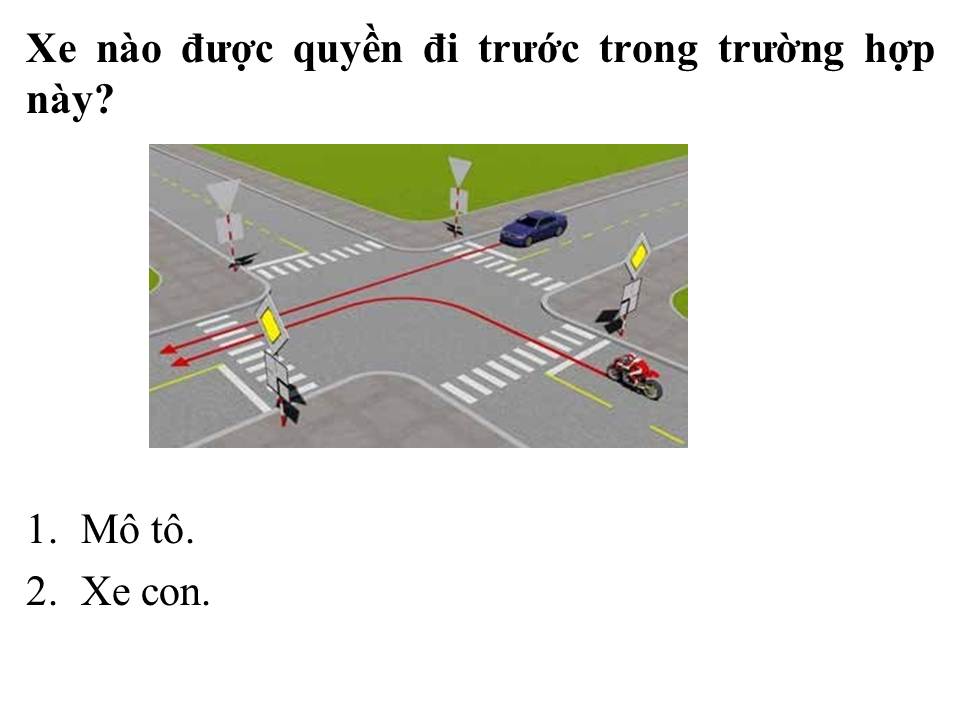 Xe nào được quyền đi trước trong trường hợp
này?
1. Mô tô.
2. Xe con.